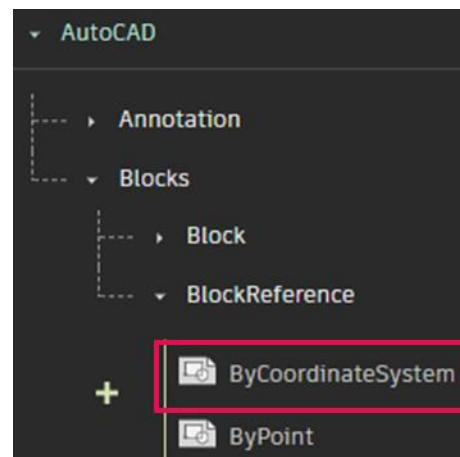 AutoCAD
Annotation
Blocks
Block
BlockReference
ByCoordinateSystem
ByPoint